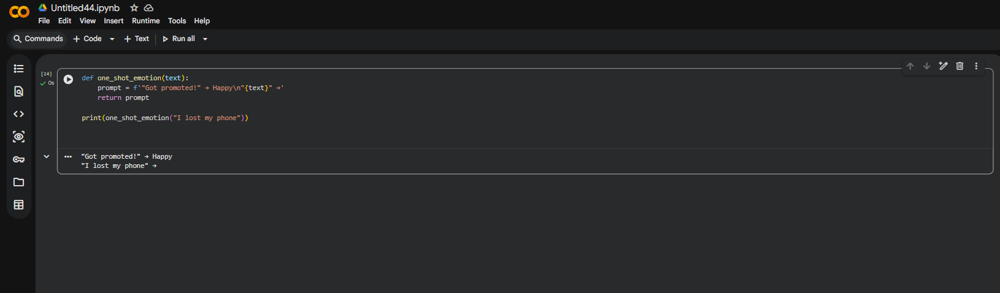 Untitled44.ipynb
File Edit View Insert Runtime Tools Help
Commands + Code + Text Run all
[24]
0s
def one_shot_emotion(text):
    prompt = f'"Got promoted!" → Happy\n"{text}" →'
    return prompt
print(one_shot_emotion("I lost my phone"))
"Got promoted!" → Happy
"I lost my phone" →